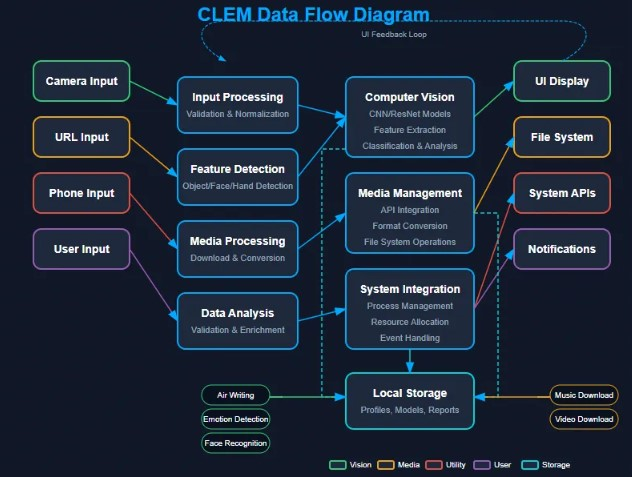 CLEM Data Flow Diagram
UI Feedback Loop
Camera Input
URL Input
Phone Input
User Input
Input Processing
Validation & Normalization
Feature Detection
Object/Face/Hand Detection
Media Processing
Download & Conversion
Data Analysis
Validation & Enrichment
Computer Vision
CNN/ResNet Models
Feature Extraction
Classification & Analysis
Media Management
API Integration
Format Conversion
File System Operations
System Integration
Process Management
Resource Allocation
Event Handling
Local Storage
Profiles, Models, Reports
UI Display
File System
System APIs
Notifications
Air Writing
Emotion Detection
Face Recognition
Music Download
Video Download
Vision Media Utility User Storage